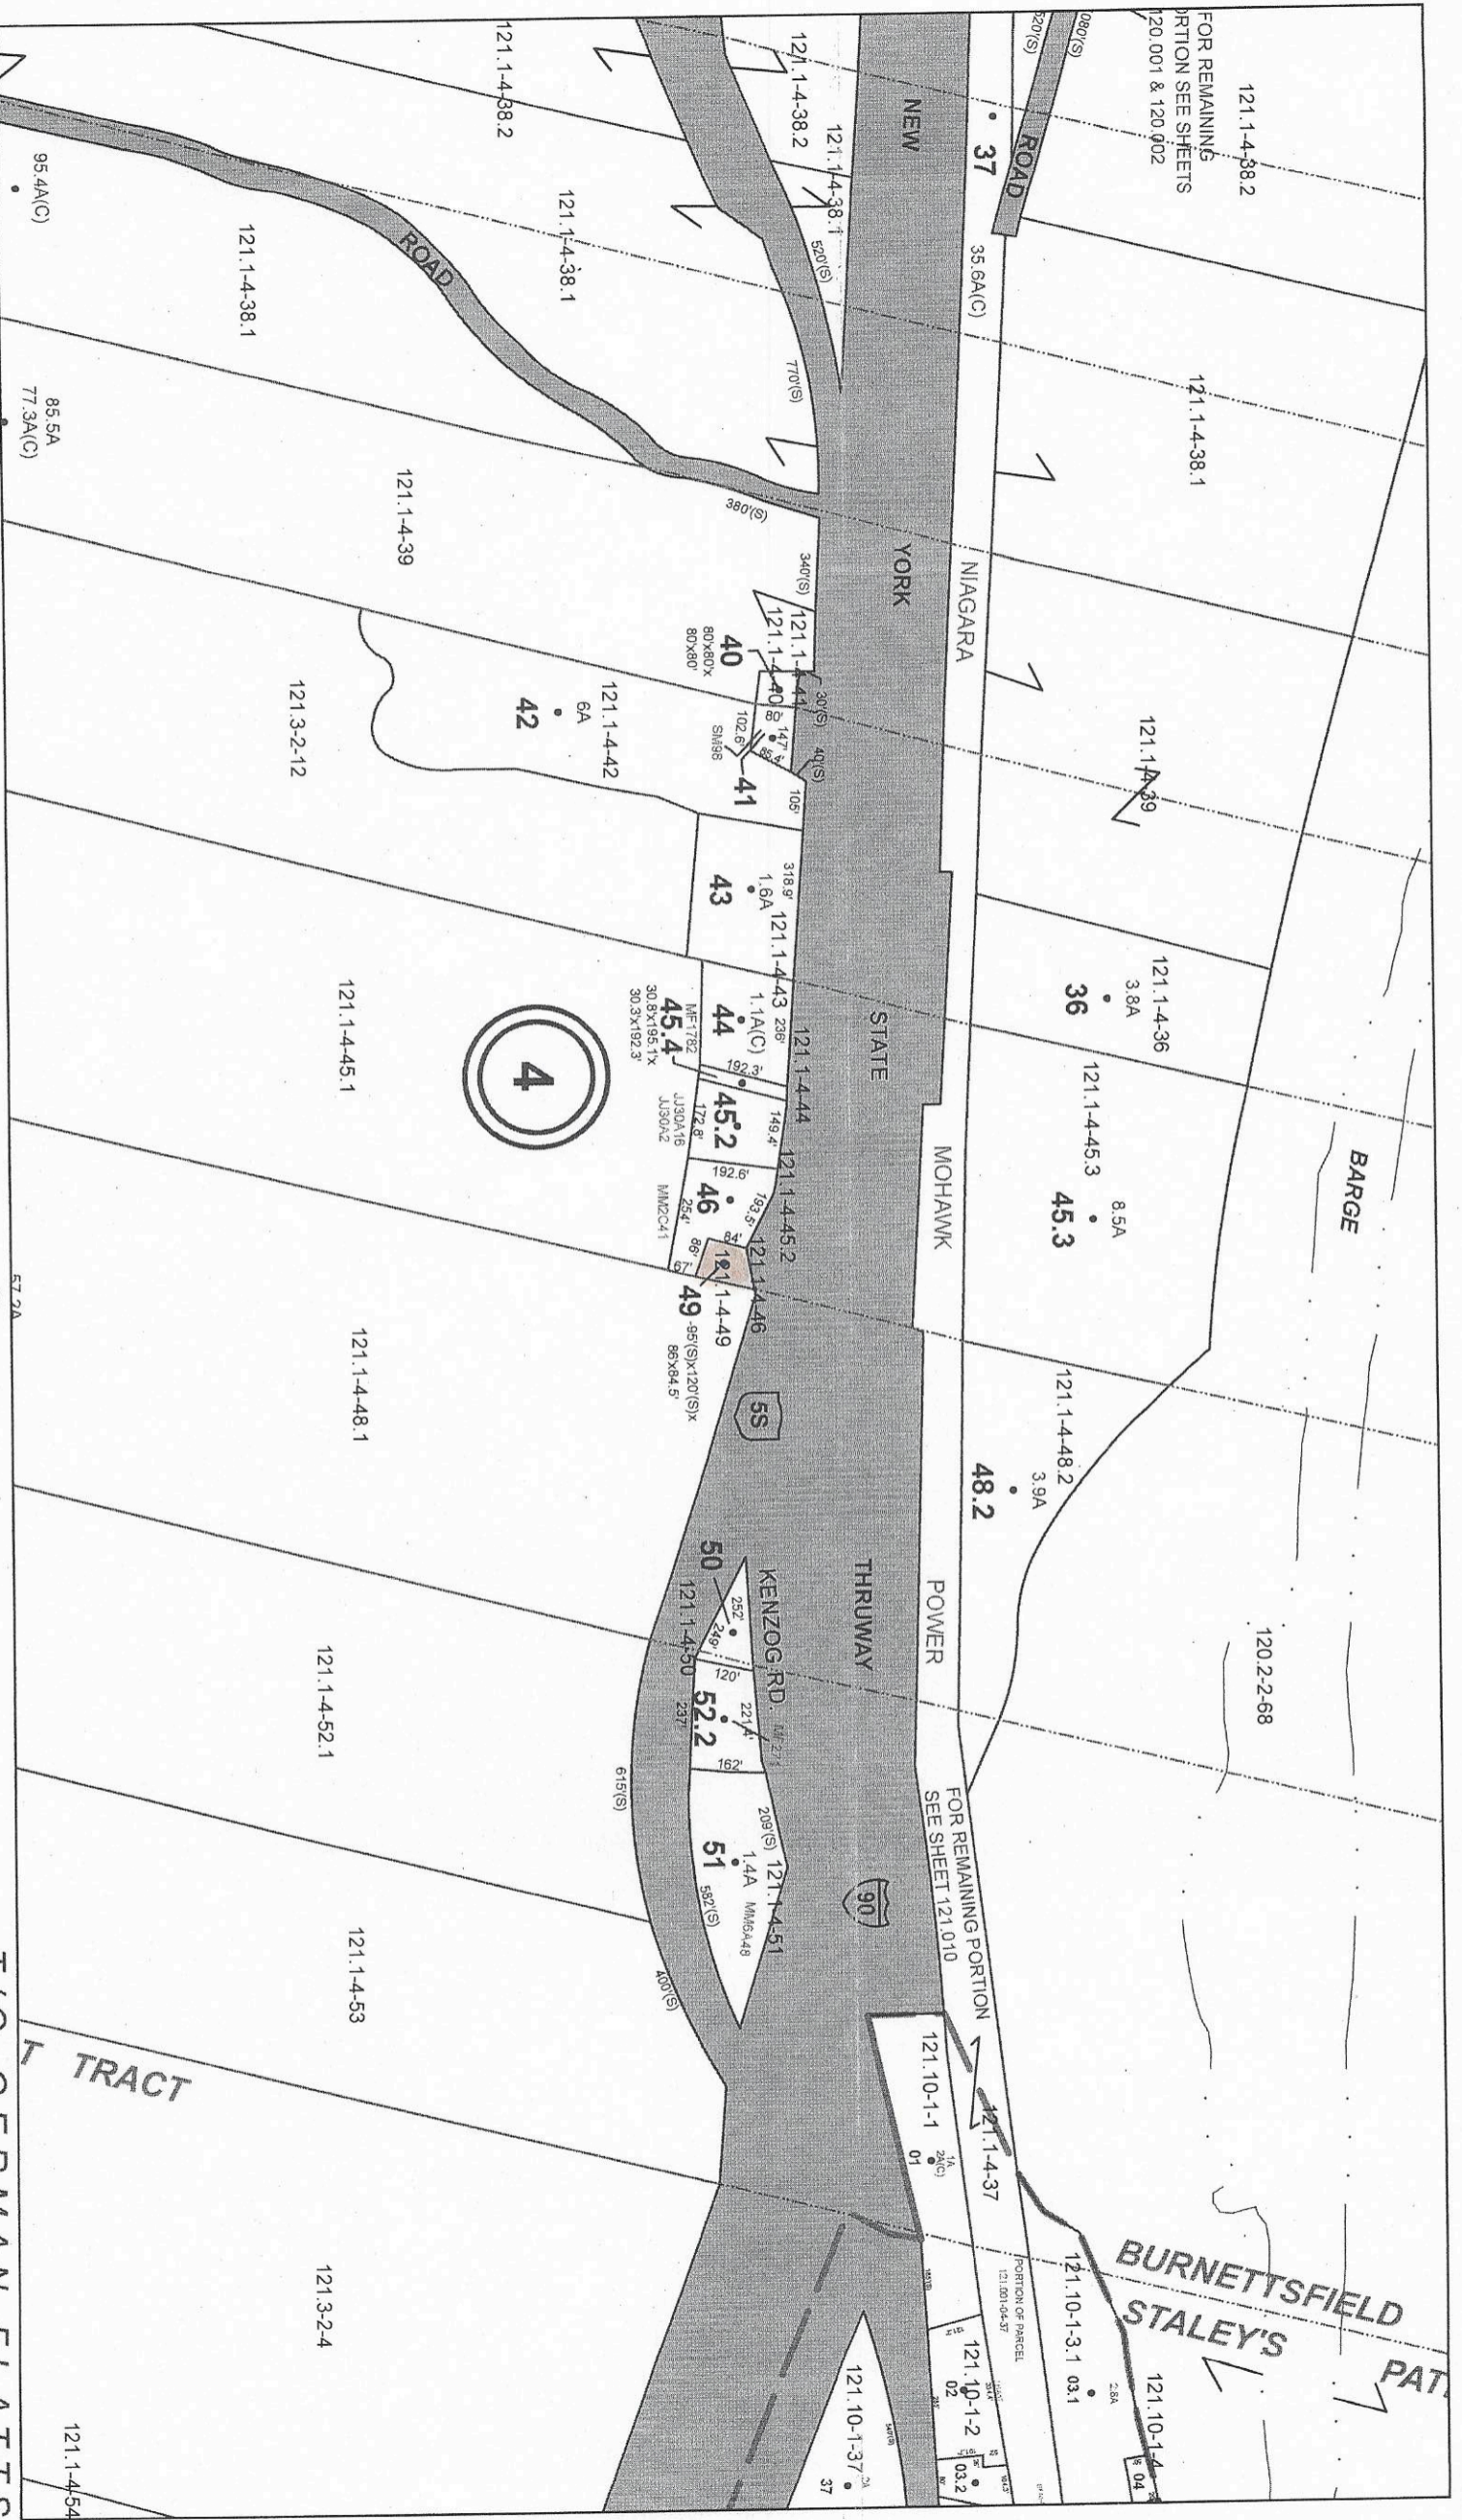 FOR REMAINING
PORTION SEE SHEETS
120.001 & 120.002
121.1-4-38.2
080'(S)
520'(S)
ROAD
37
35.6A(C)
121.1-4-38.1
NIAGARA
121.1-4-39
121.1-4-36
3.8A
36
121.1-4-45.3
8.5A
45.3
BARGE
MOHAWK
121.1-4-48.2
3.9A
48.2
120.2-2-68
POWER
FOR REMAINING PORTION
SEE SHEET 121.010
121.1-4-37
121.10-1-1
1A
2A(C)
01
BURNETTSFIELD
STALEY'S
121.10-1-3.1
03.1
2.8A
121.10-1-4
04
PORTION OF PARCEL
121.001-04-37
121.10-1-2
02
03.2
121.10-1-37
37
NEW
YORK
STATE
THRUWAY
90
5S
KENZOG RD.
121.1-4-38.2
121.1-4-38.1
520'(S)
770'(S)
380'(S)
340'(S)
121.1-4-41
121.1-4-40
40
80'x80'x
80'x80'
30'(S)
80'
147'
102.6'
SM98
40'(S)
105'
41
318.9'
1.6A
43
121.1-4-43
236'
1.1A(C)
44
121.1-4-44
MF1782
45.4
30.8'x195.1'x
30.3'x192.3'
192.3'
149.4'
45.2
172.8'
JJ30A16
JJ30A2
121.1-4-45.2
192.6'
193.5'
46
254'
MM2C41
84'
86'
67'
121.1-4-46
121.1-4-49
49
95'(S)x120'(S)x
86'x84.5'
50
252'
249'
121.1-4-50
120'
221.4'
52.2
237'
162'
209'(S)
121.1-4-51
1.4A
MM6A48
51
582'(S)
615'(S)
400'(S)
121.1-4-38.2
121.1-4-38.1
ROAD
95.4A(C)
121.1-4-38.1
85.5A
77.3A(C)
121.1-4-39
121.1-4-42
6A
42
121.3-2-12
4
121.1-4-45.1
57.2A
121.1-4-48.1
121.1-4-52.1
121.1-4-53
TRACT
121.3-2-4
121.1-4-54